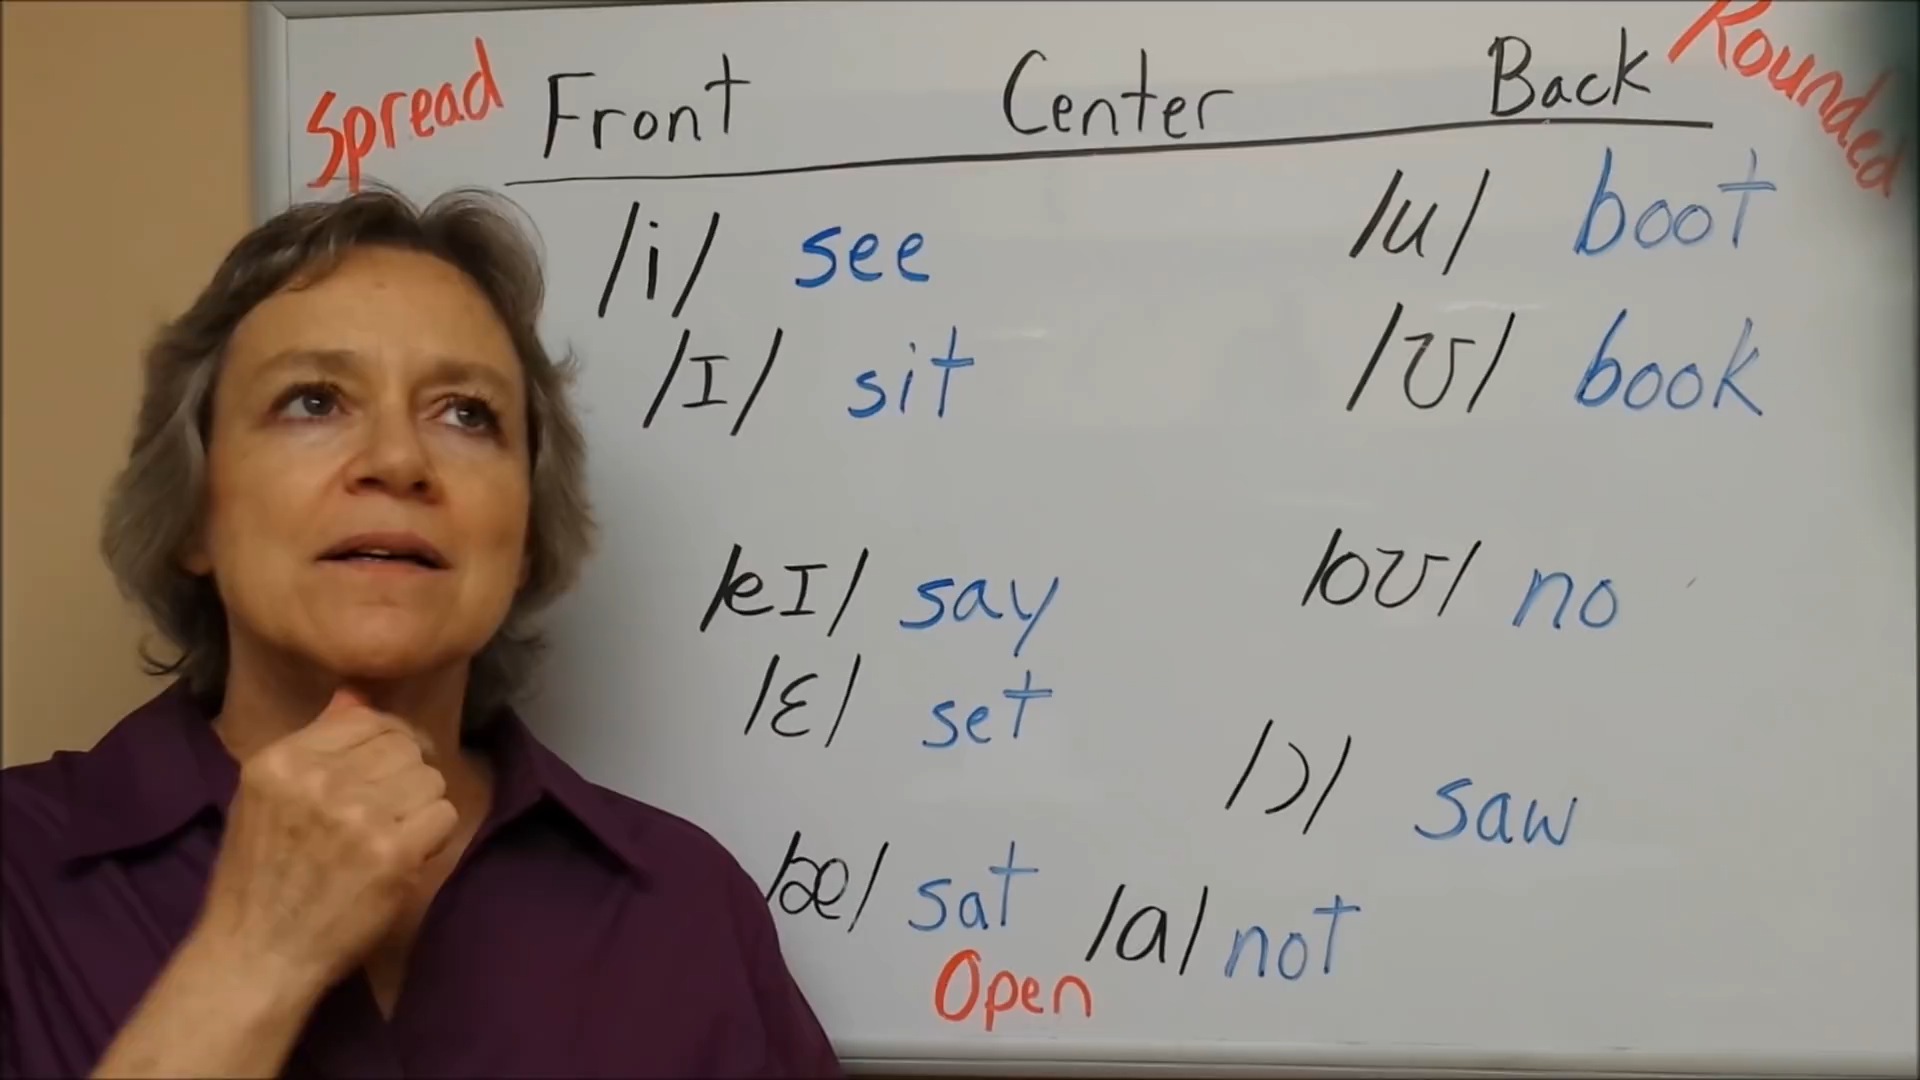 Spread Front Center Back Rounded
/i/ see /u/ boot
/ɪ/ sit /ʊ/ book
/eɪ/ say /oʊ/ no
/ɛ/ set
/ɔ/ saw
/æ/ sat /a/ not
Open